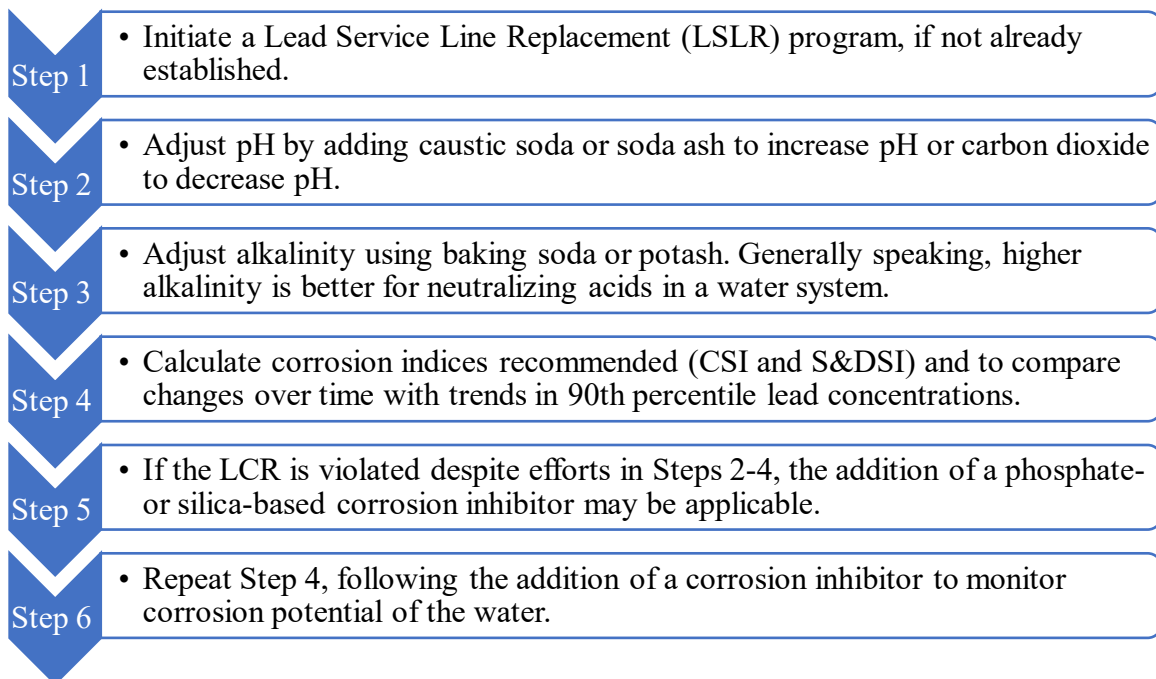 Step 1
• Initiate a Lead Service Line Replacement (LSLR) program, if not already
established.
Step 2
• Adjust pH by adding caustic soda or soda ash to increase pH or carbon dioxide
to decrease pH.
Step 3
• Adjust alkalinity using baking soda or potash. Generally speaking, higher
alkalinity is better for neutralizing acids in a water system.
Step 4
• Calculate corrosion indices recommended (CSI and S&DSI) and to compare
changes over time with trends in 90th percentile lead concentrations.
Step 5
• If the LCR is violated despite efforts in Steps 2-4, the addition of a phosphate-
or silica-based corrosion inhibitor may be applicable.
Step 6
• Repeat Step 4, following the addition of a corrosion inhibitor to monitor
corrosion potential of the water.